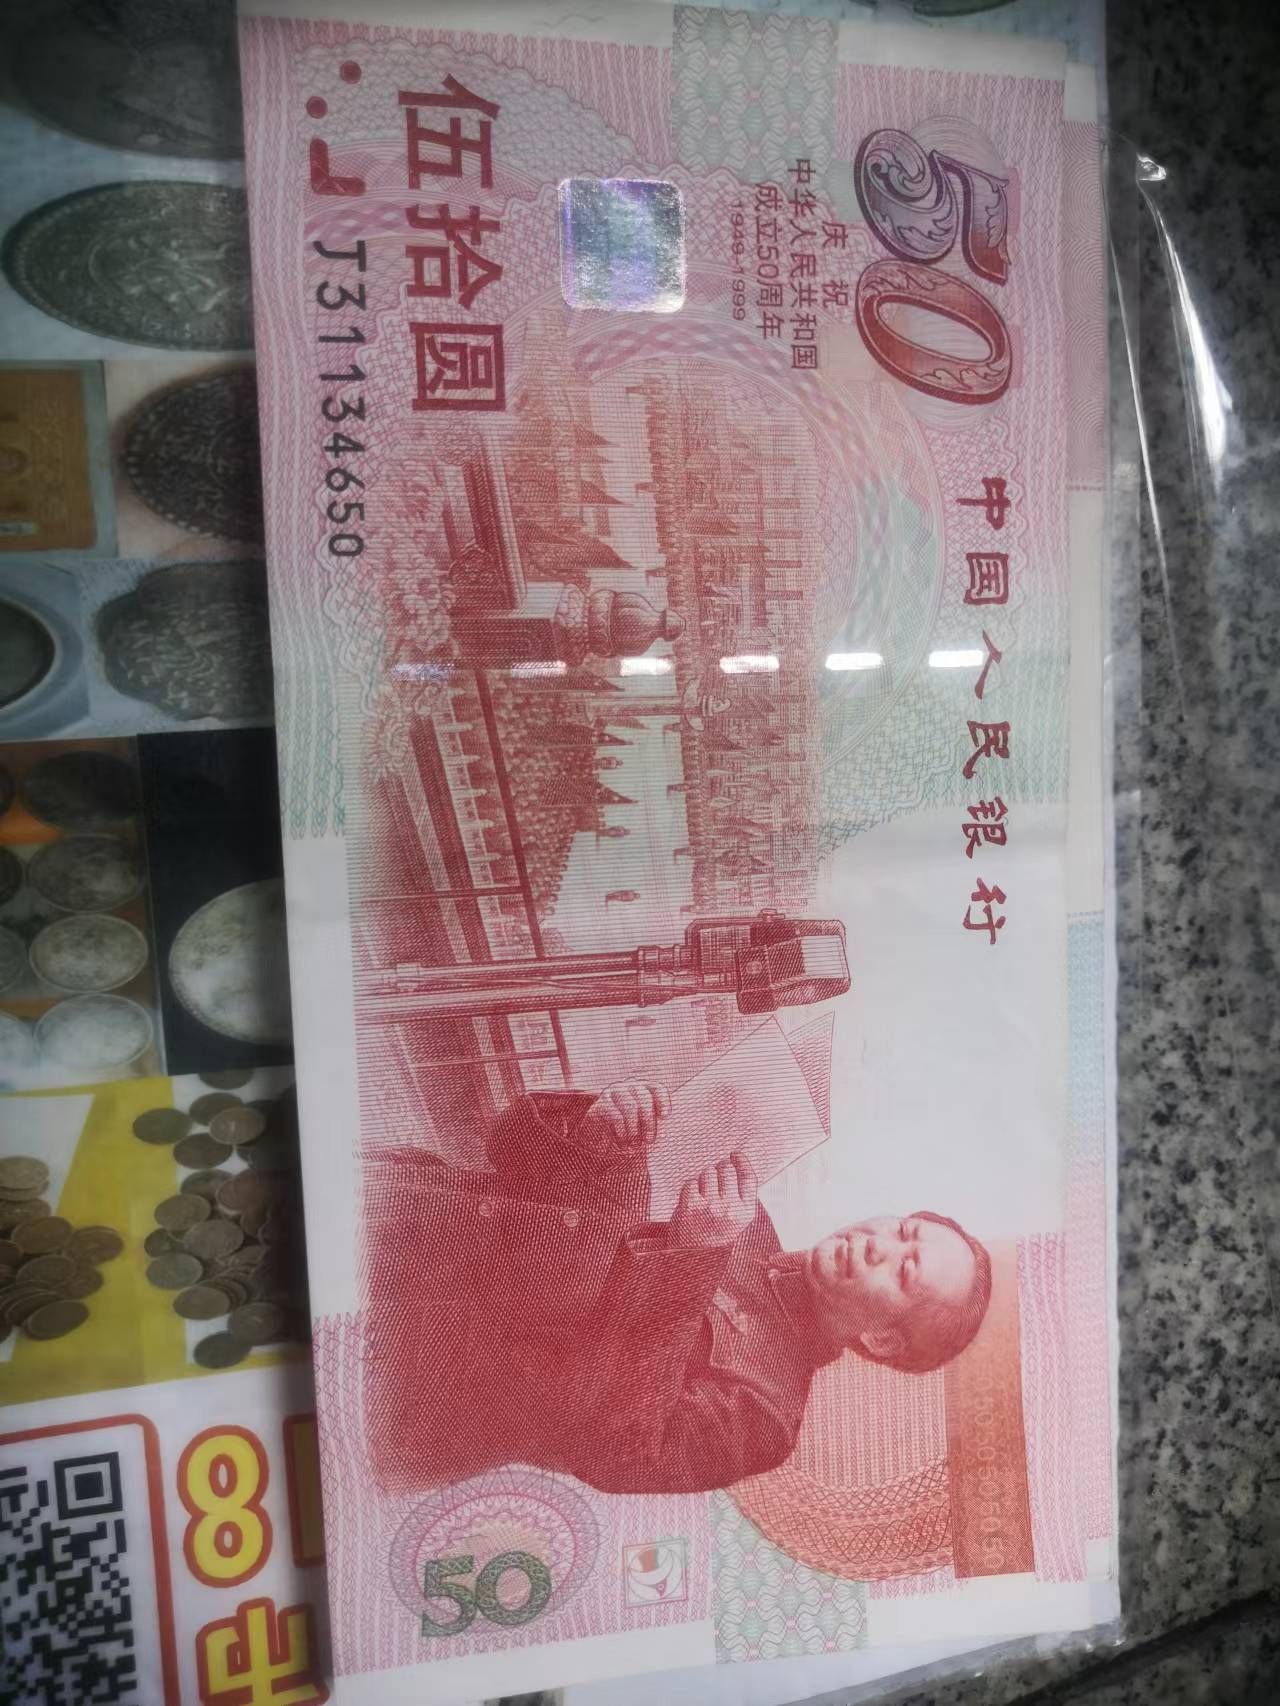 50
中国人民银行
庆祝
中华人民共和国
成立50周年
1949-1999
伍拾圆
J31134650
50